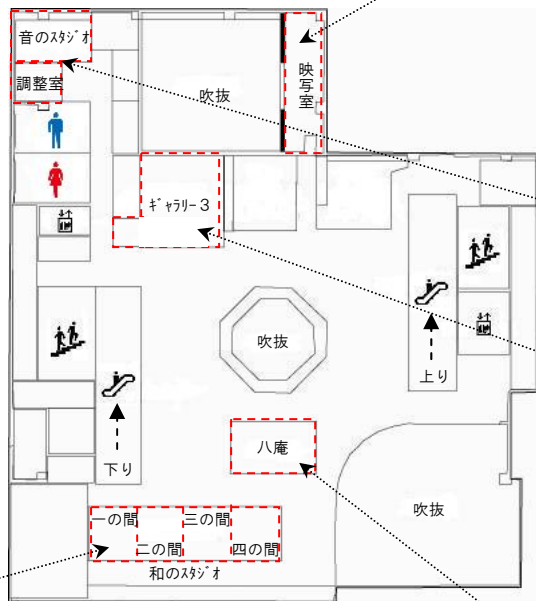 音のｽﾀｼﾞｵ
調整室
吹抜
映写室
ｷﾞｬﾗﾘｰ３
吹抜
上り
下り
八庵
吹抜
一の間
二の間
三の間
四の間
和のｽﾀｼﾞｵ